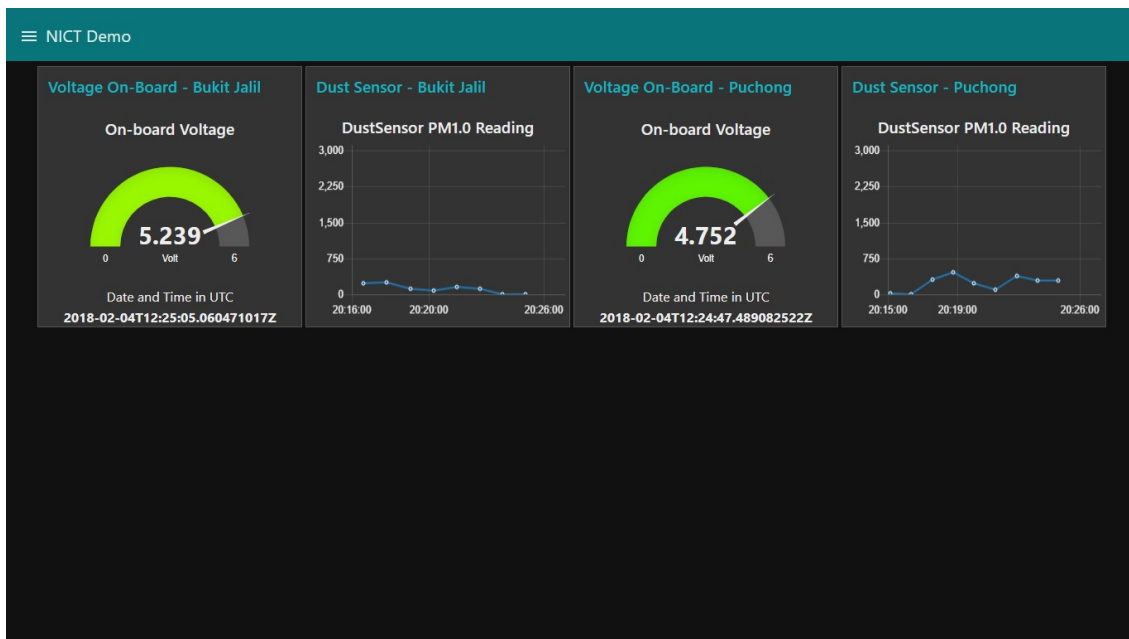 NICT Demo
Voltage On-Board - Bukit Jalil
On-board Voltage
5.239
0 Volt 6
Date and Time in UTC
2018-02-04T12:25:05.060471017Z
Dust Sensor - Bukit Jalil
DustSensor PM1.0 Reading
3,000
2,250
1,500
750
0
20:16:00 20:20:00 20:26:00
Voltage On-Board - Puchong
On-board Voltage
4.752
0 Volt 6
Date and Time in UTC
2018-02-04T12:24:47.489082522Z
Dust Sensor - Puchong
DustSensor PM1.0 Reading
3,000
2,250
1,500
750
0
20:15:00 20:19:00 20:26:00